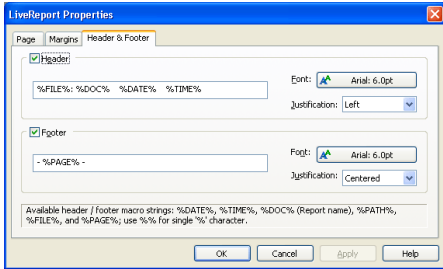 LiveReport Properties
Page Margins Header & Footer
Header
%FILE%: %DOC% %DATE% %TIME%
Font: Arial: 6.0pt
Justification: Left
Footer
- %PAGE% -
Font: Arial: 6.0pt
Justification: Centered
Available header / footer macro strings: %DATE%, %TIME%, %DOC% (Report name), %PATH%,
%FILE%, and %PAGE%; use %% for single '%' character.
OK Cancel Apply Help